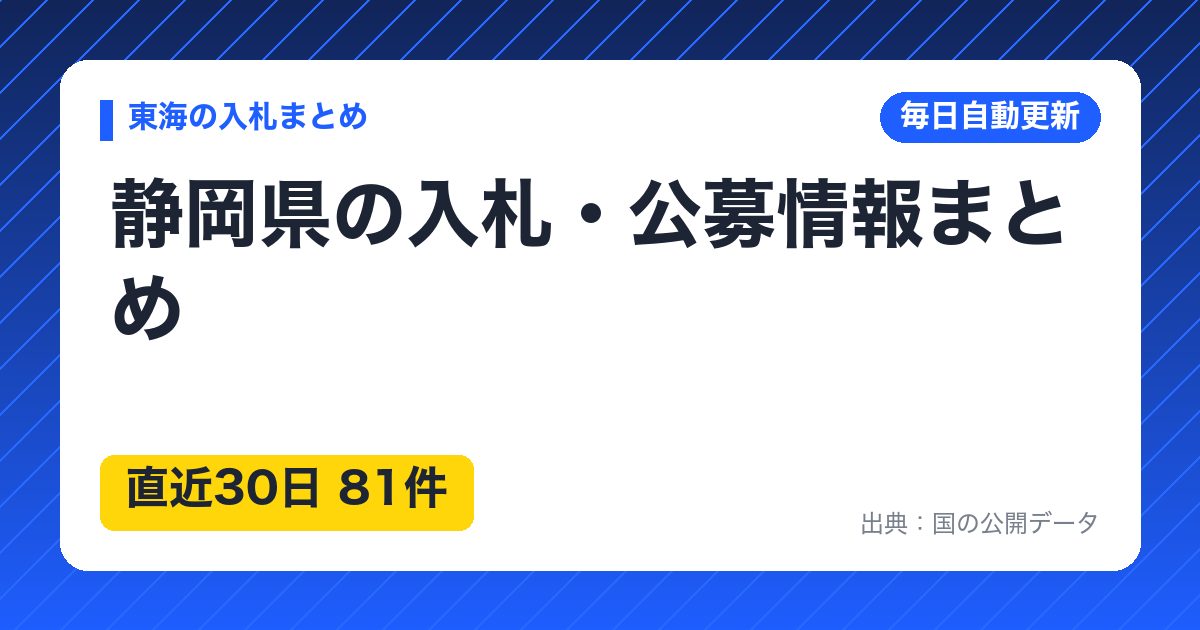 東海の入札まとめ
毎日自動更新
静岡県の入札・公募情報まと
め
直近30日 81件
出典：国の公開データ